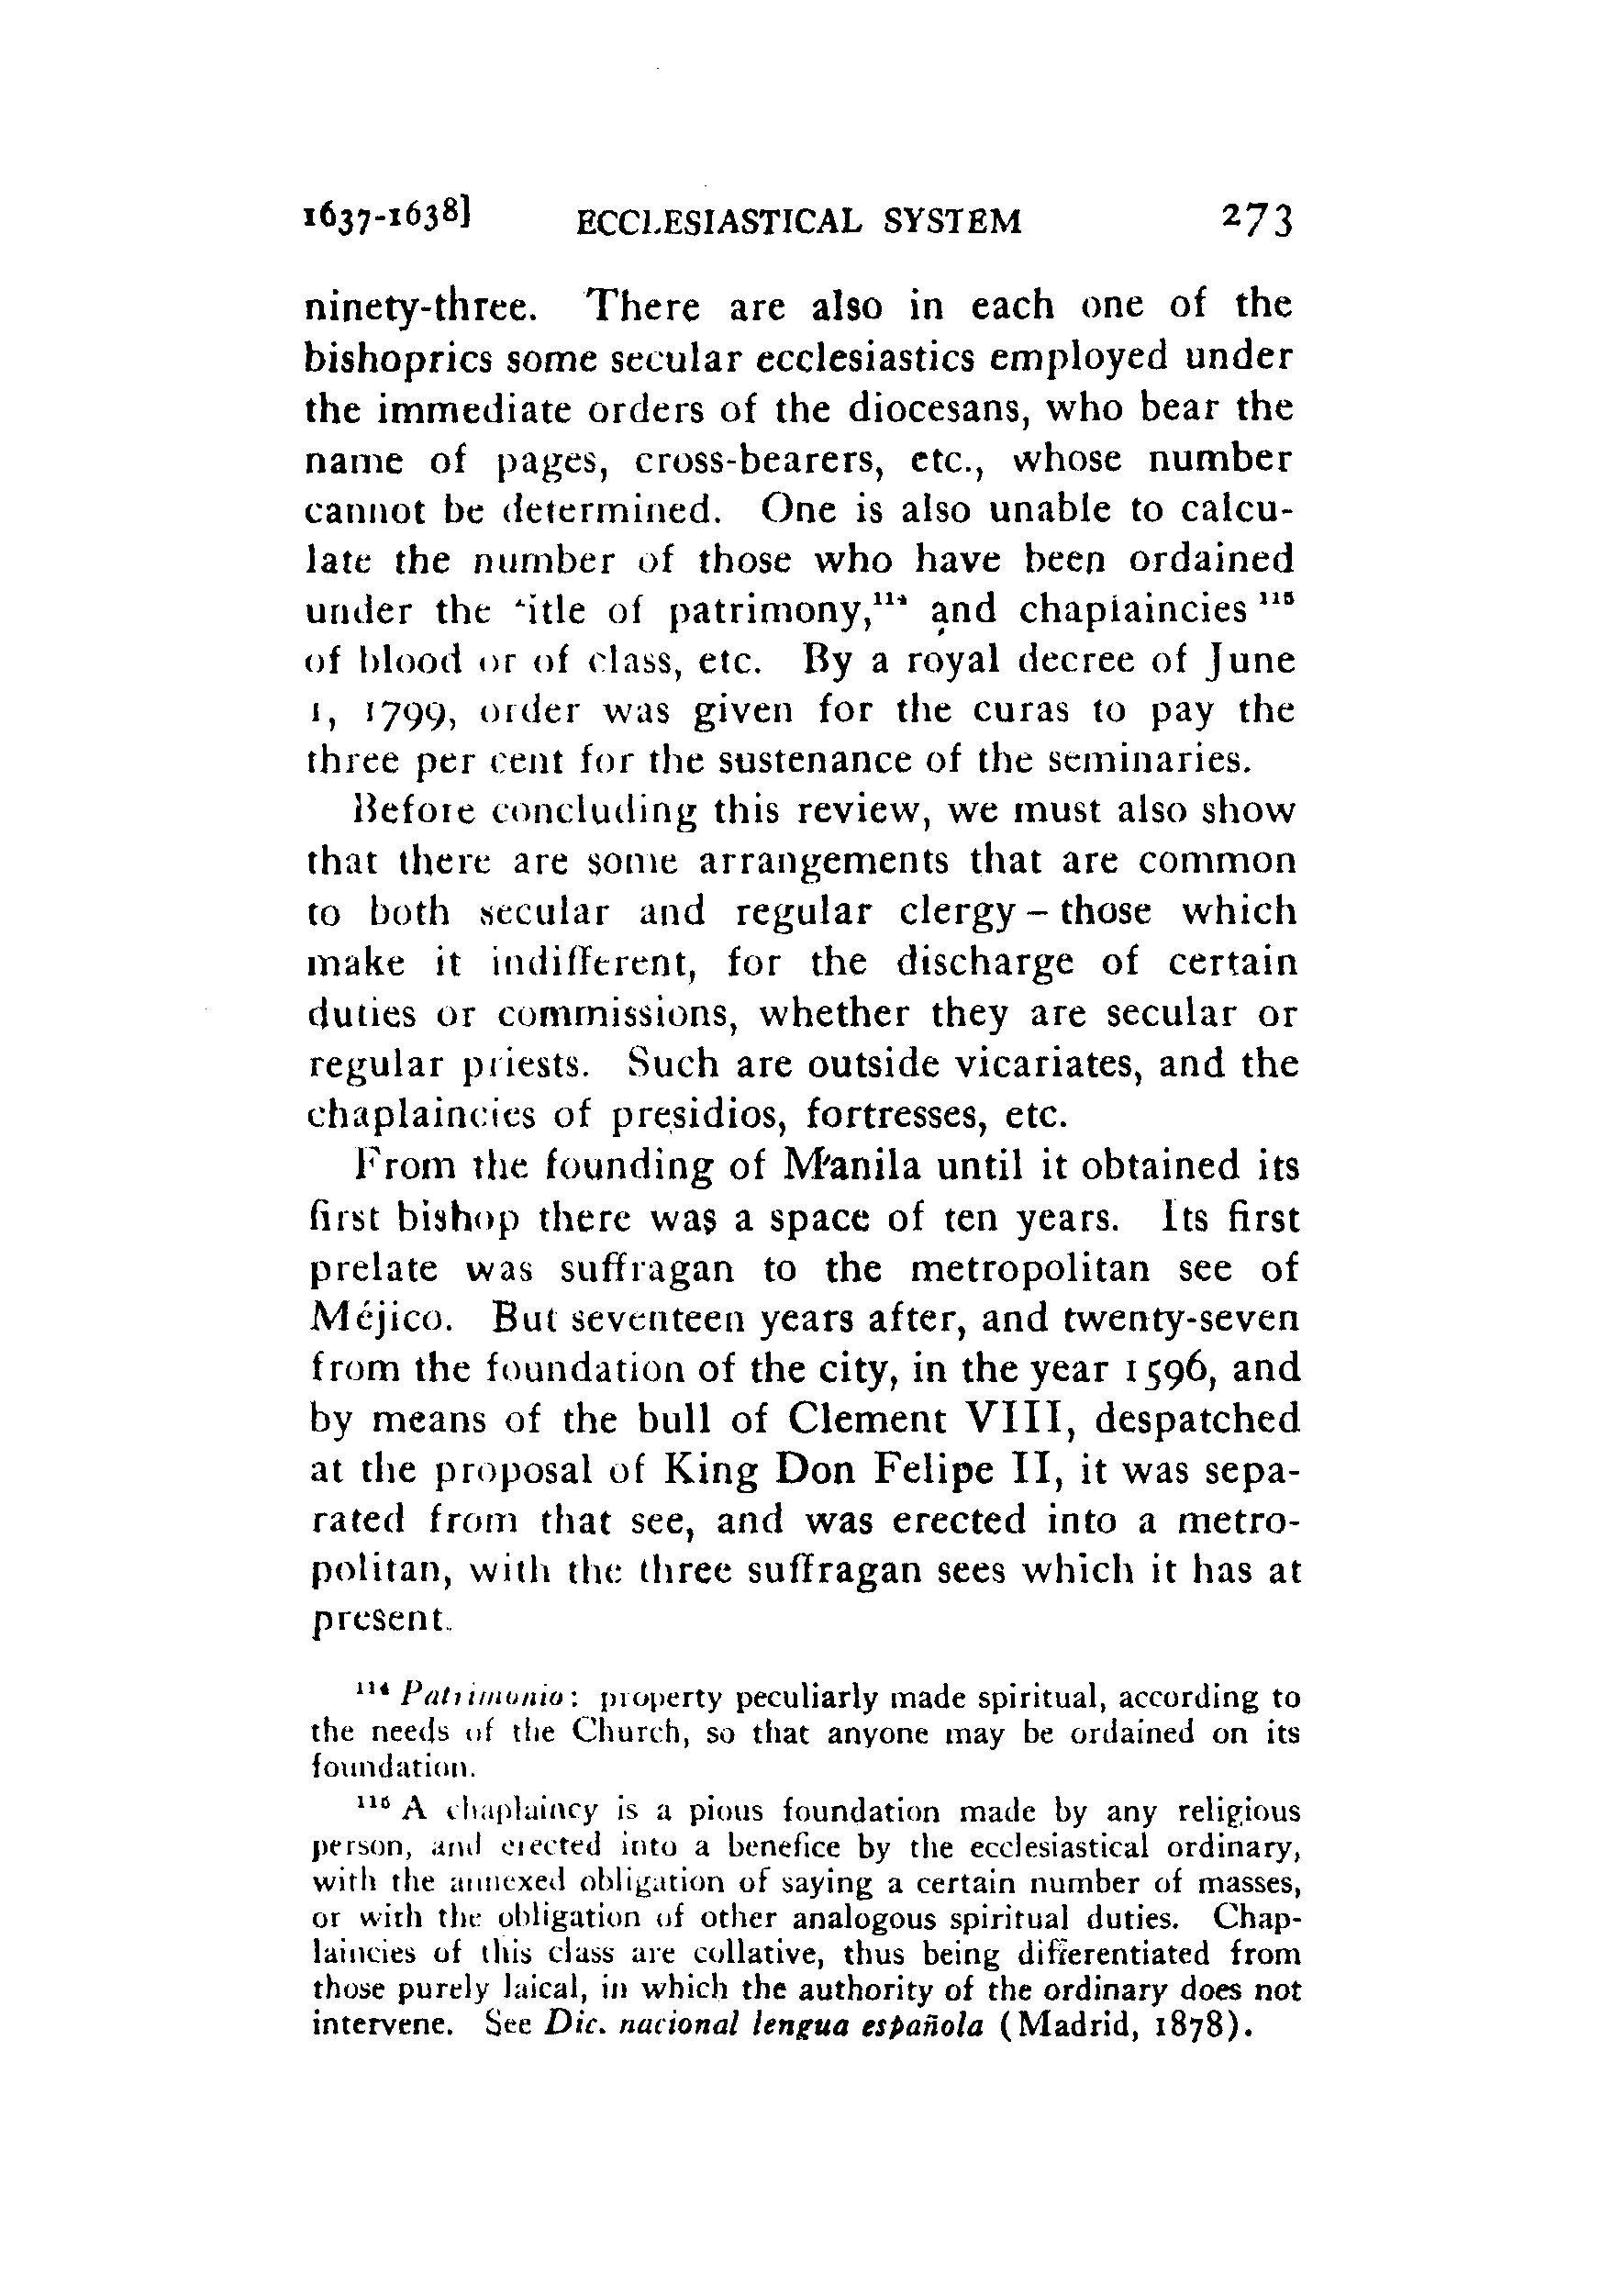 1637-1638] ECCLESIASTICAL SYSTEM 273
ninety-three. There are also in each one of the
bishoprics some secular ecclesiastics employed under
the immediate orders of the diocesans, who bear the
name of pages, cross-bearers, etc., whose number
cannot be determined. One is also unable to calcu-
late the number of those who have been ordained
under the title of patrimony,¹¹⁴ and chaplaincies ¹¹⁵
of blood or of class, etc. By a royal decree of June
1, 1799, order was given for the curas to pay the
three per cent for the sustenance of the seminaries.
Before concluding this review, we must also show
that there are some arrangements that are common
to both secular and regular clergy – those which
make it indifferent, for the discharge of certain
duties or commissions, whether they are secular or
regular priests. Such are outside vicariates, and the
chaplaincies of presidios, fortresses, etc.
From the founding of Manila until it obtained its
first bishop there was a space of ten years. Its first
prelate was suffragan to the metropolitan see of
Méjico. But seventeen years after, and twenty-seven
from the foundation of the city, in the year 1596, and
by means of the bull of Clement VIII, despatched
at the proposal of King Don Felipe II, it was sepa-
rated from that see, and was erected into a metro-
politan, with the three suffragan sees which it has at
present.
¹¹⁴ Patrimonio: property peculiarly made spiritual, according to
the needs of the Church, so that anyone may be ordained on its
foundation.
¹¹⁵ A chaplaincy is a pious foundation made by any religious
person, and erected into a benefice by the ecclesiastical ordinary,
with the annexed obligation of saying a certain number of masses,
or with the obligation of other analogous spiritual duties. Chap-
laincies of this class are collative, thus being differentiated from
those purely laical, in which the authority of the ordinary does not
intervene. See Dic. nacional lengua española (Madrid, 1878).